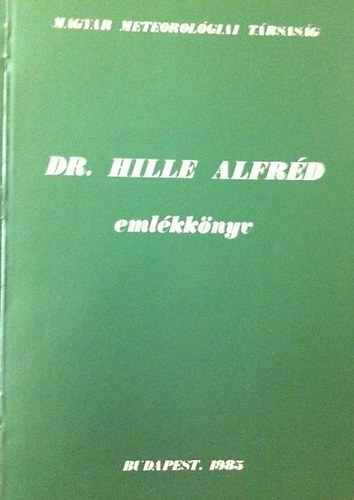 MAGYAR METEOROLÓGIAI TÁRSASÁG
DR. HILLE ALFRÉD
emlékkönyv
BUDAPEST. 1985